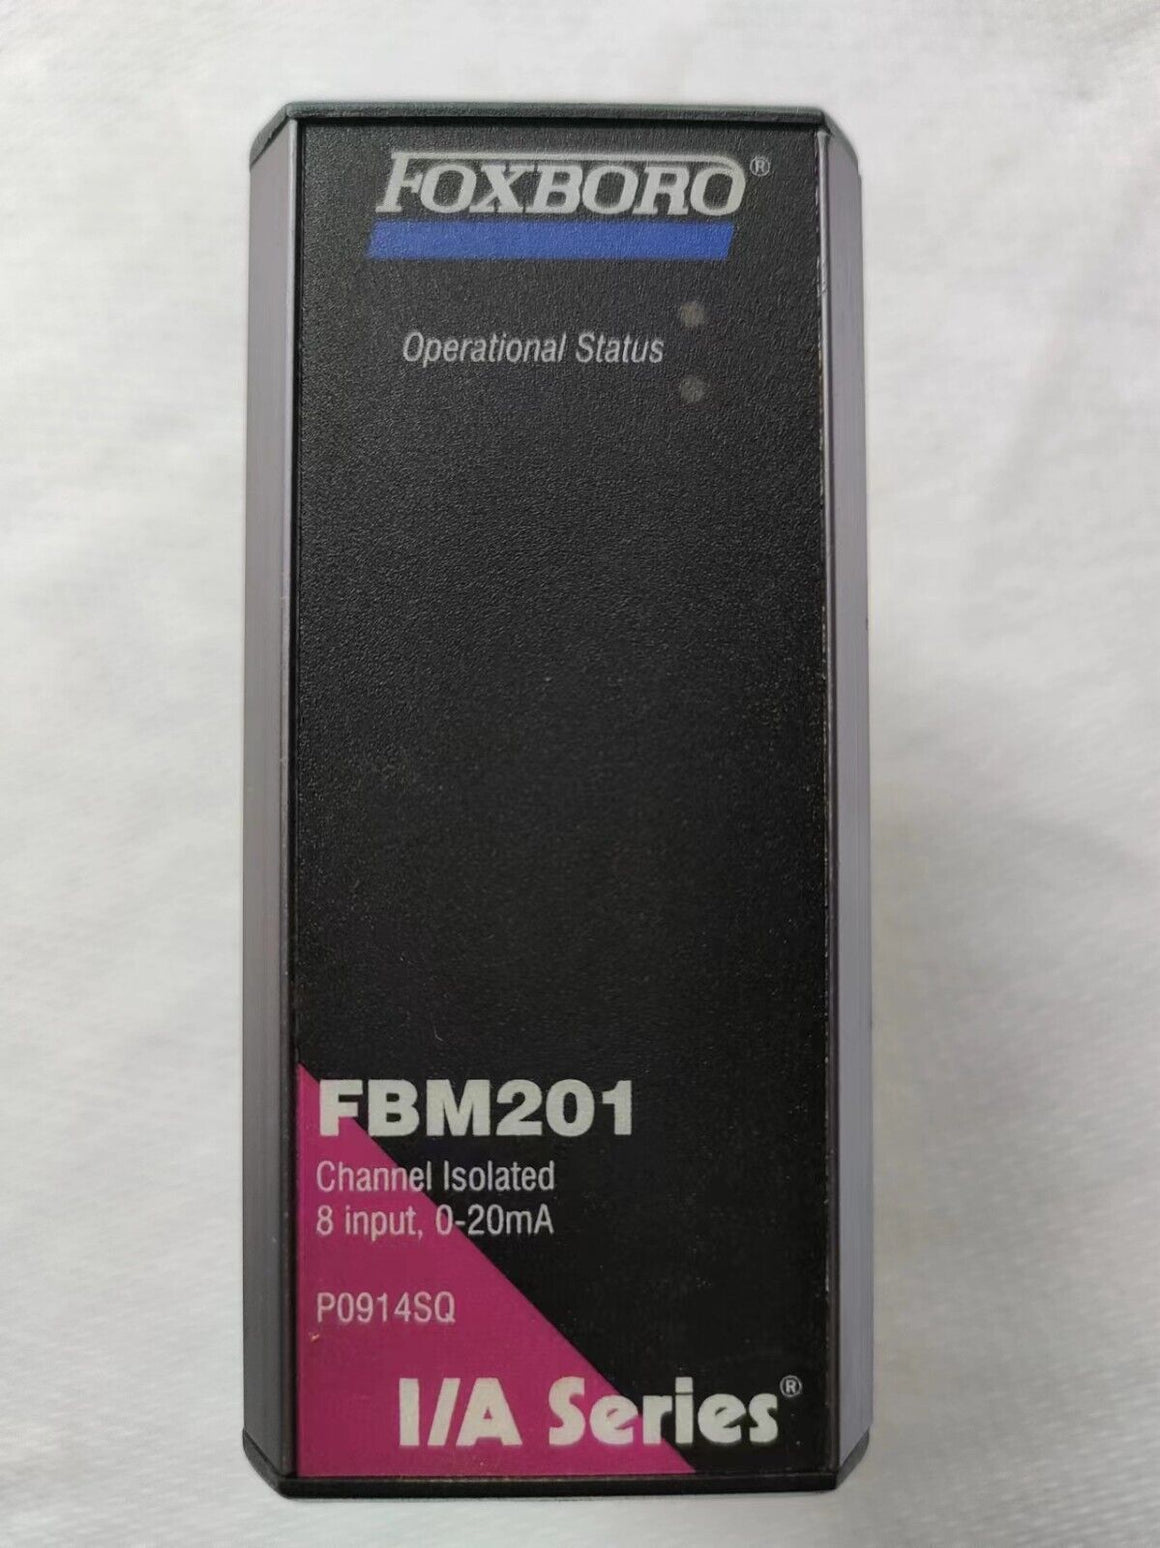 FOXBORO®
Operational Status
FBM201
Channel Isolated
8 input, 0-20mA
P0914SQ
I/A Series®